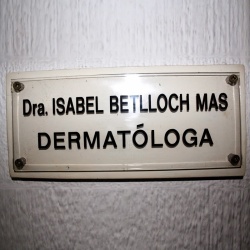 Dra. ISABEL BETLLOCH MAS
DERMATÓLOGA